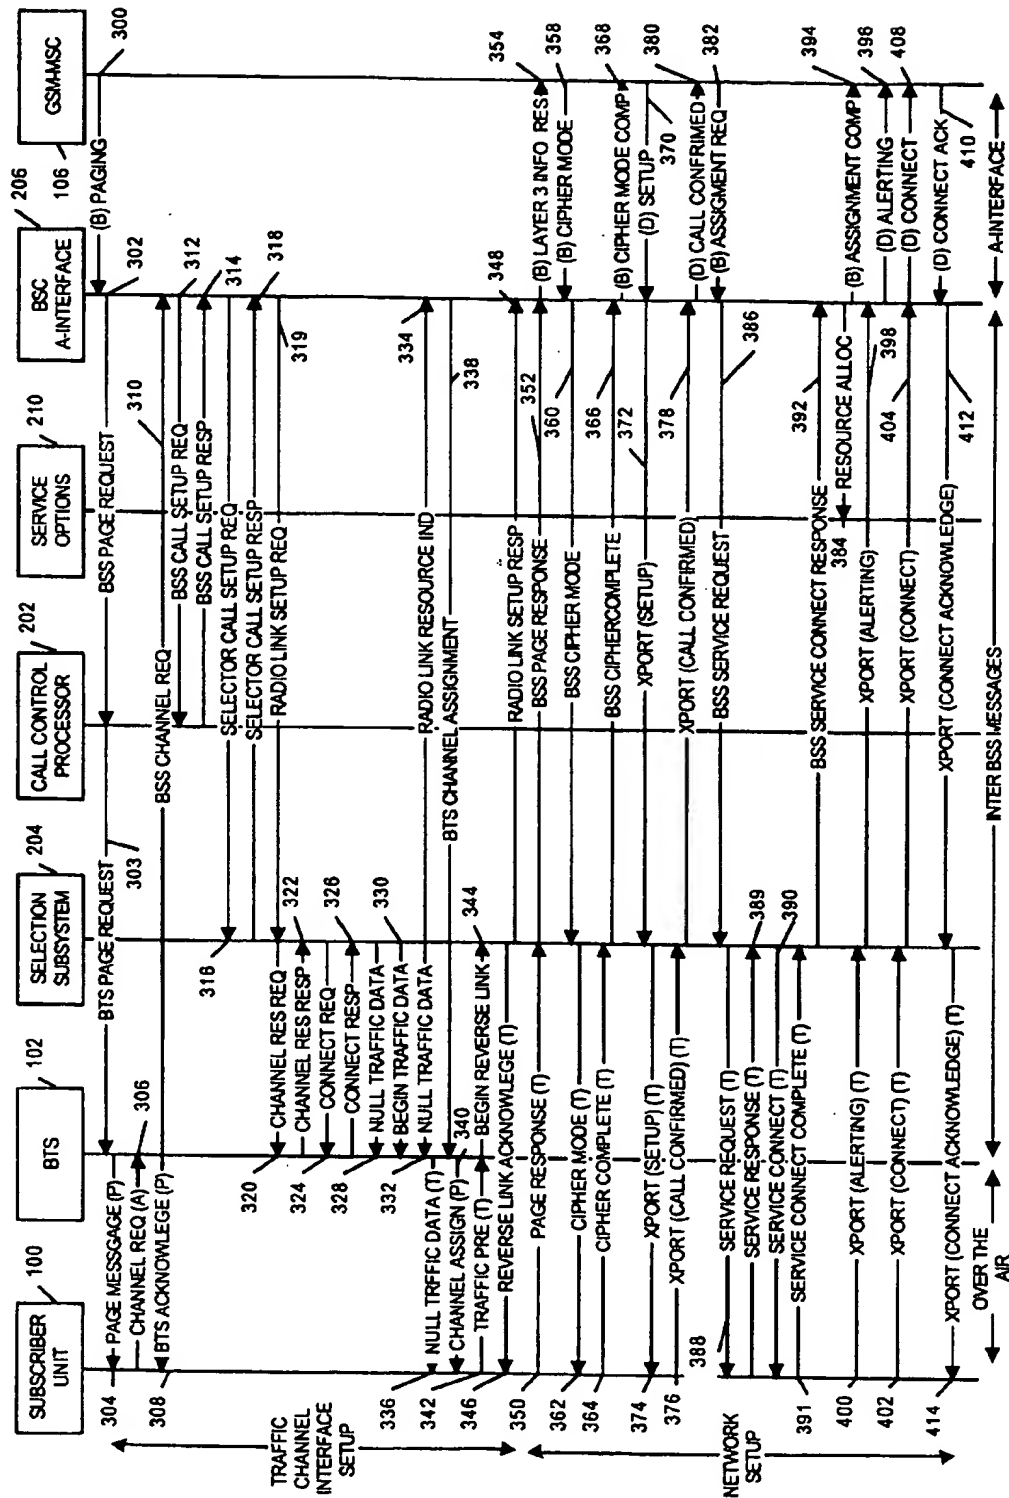 SUBSCRIBER
UNIT
100
BTS
102
SELECTION
SUBSYSTEM
204
CALL CONTROL
PROCESSOR
202
SERVICE
OPTIONS
210
BSC
A-INTERFACE
206
GSM-MSC
106
300
(B) PAGING
302
BSS PAGE REQUEST
303
BTS PAGE REQUEST
304
PAGE MESSGAGE (P)
306
CHANNEL REQ (A)
308
BTS ACKNOWLEGE (P)
310
BSS CHANNEL REQ
312
BSS CALL SETUP REQ
314
BSS CALL SETUP RESP
316
SELECTOR CALL SETUP REQ
318
SELECTOR CALL SETUP RESP
319
RADIO LINK SETUP REQ
320
CHANNEL RES REQ
322
CHANNEL RES RESP
324
CONNECT REQ
326
CONNECT RESP
328
NULL TRAFFIC DATA
330
BEGIN TRAFFIC DATA
332
NULL TRAFFIC DATA
334
RADIO LINK RESOURCE IND
336
NULL TRFFIC DATA (T)
338
BTS CHANNEL ASSIGNMENT
340
CHANNEL ASSIGN (P)
342
TRAFFIC PRE (T)
344
BEGIN REVERSE LINK
346
REVERSE LINK ACKNOWLEGE (T)
348
RADIO LINK SETUP RESP
350
PAGE RESPONSE (T)
352
BSS PAGE RESPONSE
354
(B) LAYER 3 INFO RES
358
(B) CIPHER MODE
360
BSS CIPHER MODE
362
CIPHER MODE (T)
364
CIPHER COMPLETE (T)
366
BSS CIPHERCOMPLETE
368
(B) CIPHER MODE COMP
370
(D) SETUP
372
XPORT (SETUP)
374
XPORT (SETUP) (T)
376
XPORT (CALL CONFIRMED) (T)
378
XPORT (CALL CONFIRMED)
380
(D) CALL CONFRIMED
382
(B) ASSIGMENT REQ
386
BSS SERVICE REQUEST
388
SERVICE REQUEST (T)
389
SERVICE RESPONSE (T)
390
SERVICE CONNECT (T)
391
SERVICE CONNECT COMPLETE (T)
392
BSS SERVICE CONNECT RESPONSE
384
RESOURCE ALLOC
394
(B) ASSIGNMENT COMP
396
(D) ALERTING
398
XPORT (ALERTING)
400
XPORT (ALERTING) (T)
402
XPORT (CONNECT) (T)
404
XPORT (CONNECT)
408
(D) CONNECT
410
(D) CONNECT ACK
412
XPORT (CONNECT ACKNOWLEDGE)
414
XPORT (CONNECT ACKNOWLEDGE) (T)
TRAFFIC
CHANNEL
INTERFACE
SETUP
NETWORK
SETUP
OVER THE
AIR
INTER BSS MESSAGES
A-INTERFACE